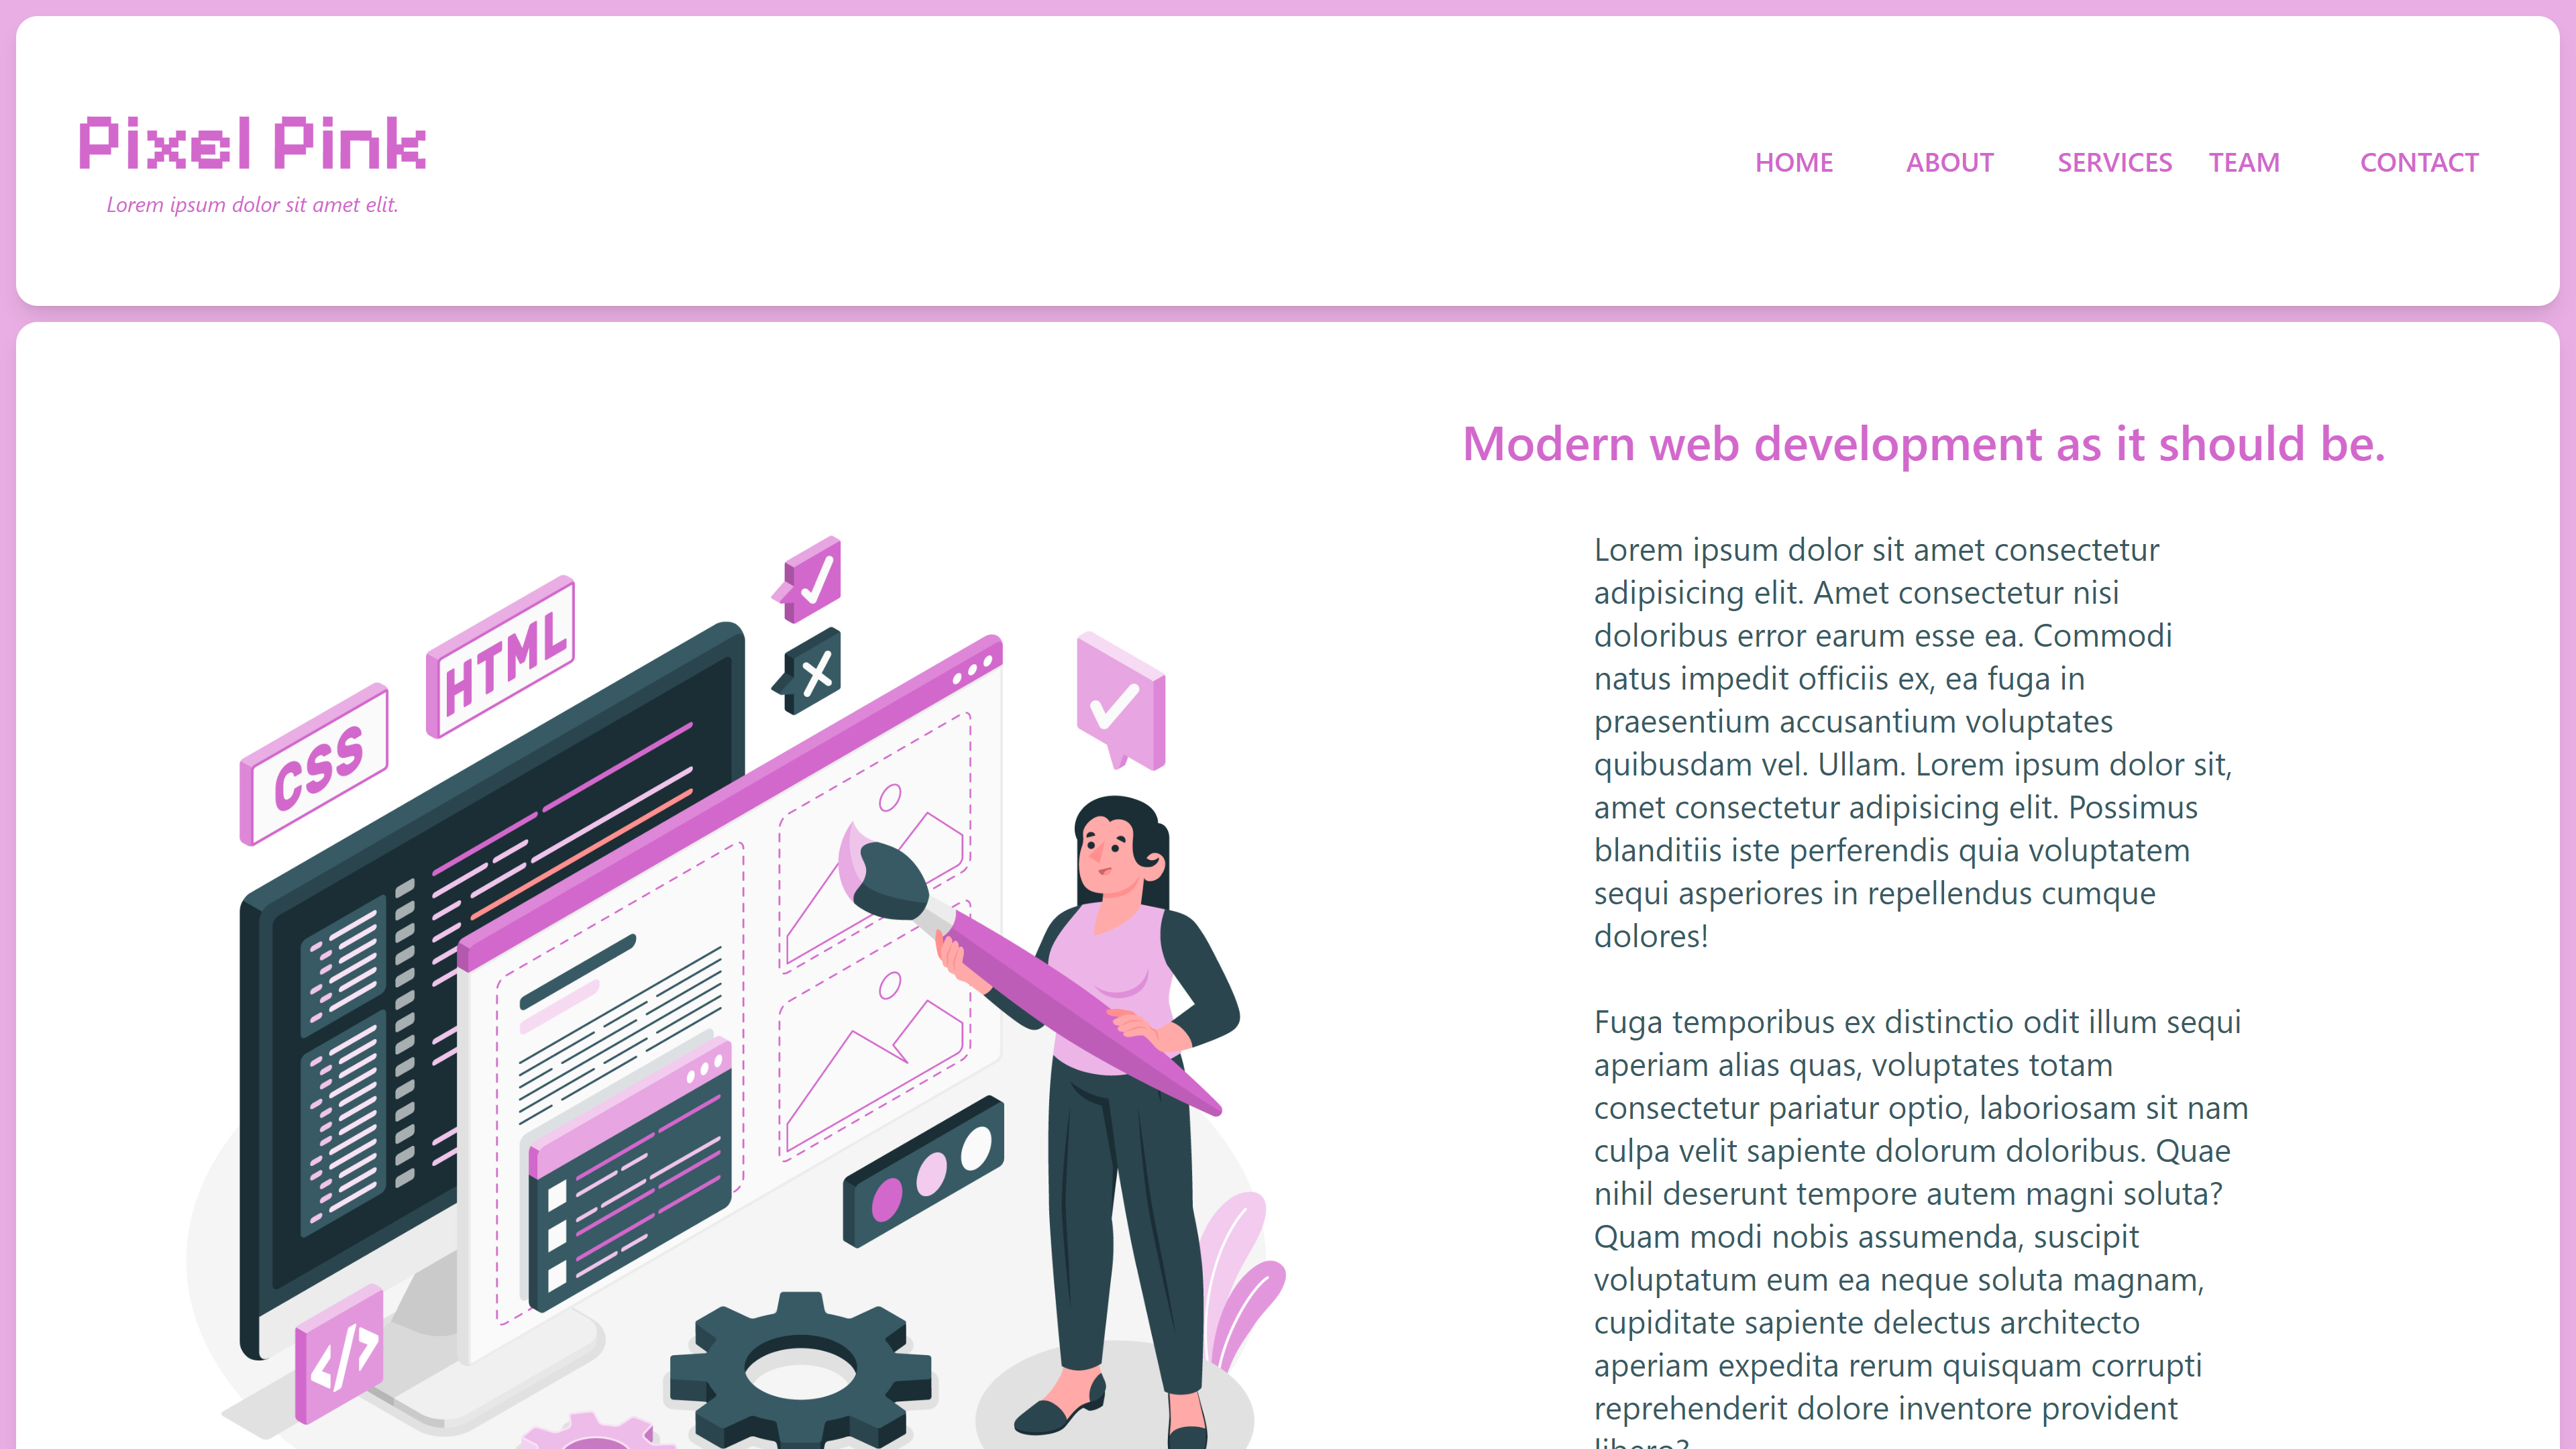 Pixel Pink
Lorem ipsum dolor sit amet elit.
HOME ABOUT SERVICES TEAM CONTACT
Modern web development as it should be.
Lorem ipsum dolor sit amet consectetur
adipisicing elit. Amet consectetur nisi
doloribus error earum esse ea. Commodi
natus impedit officiis ex, ea fuga in
praesentium accusantium voluptates
quibusdam vel. Ullam. Lorem ipsum dolor sit,
amet consectetur adipisicing elit. Possimus
blanditiis iste perferendis quia voluptatem
sequi asperiores in repellendus cumque
dolores!
Fuga temporibus ex distinctio odit illum sequi
aperiam alias quas, voluptates totam
consectetur pariatur optio, laboriosam sit nam
culpa velit sapiente dolorum doloribus. Quae
nihil deserunt tempore autem magni soluta?
Quam modi nobis assumenda, suscipit
voluptatum eum ea neque soluta magnam,
cupiditate sapiente delectus architecto
aperiam expedita rerum quisquam corrupti
reprehenderit dolore inventore provident
libero?
HTML
CSS
</>